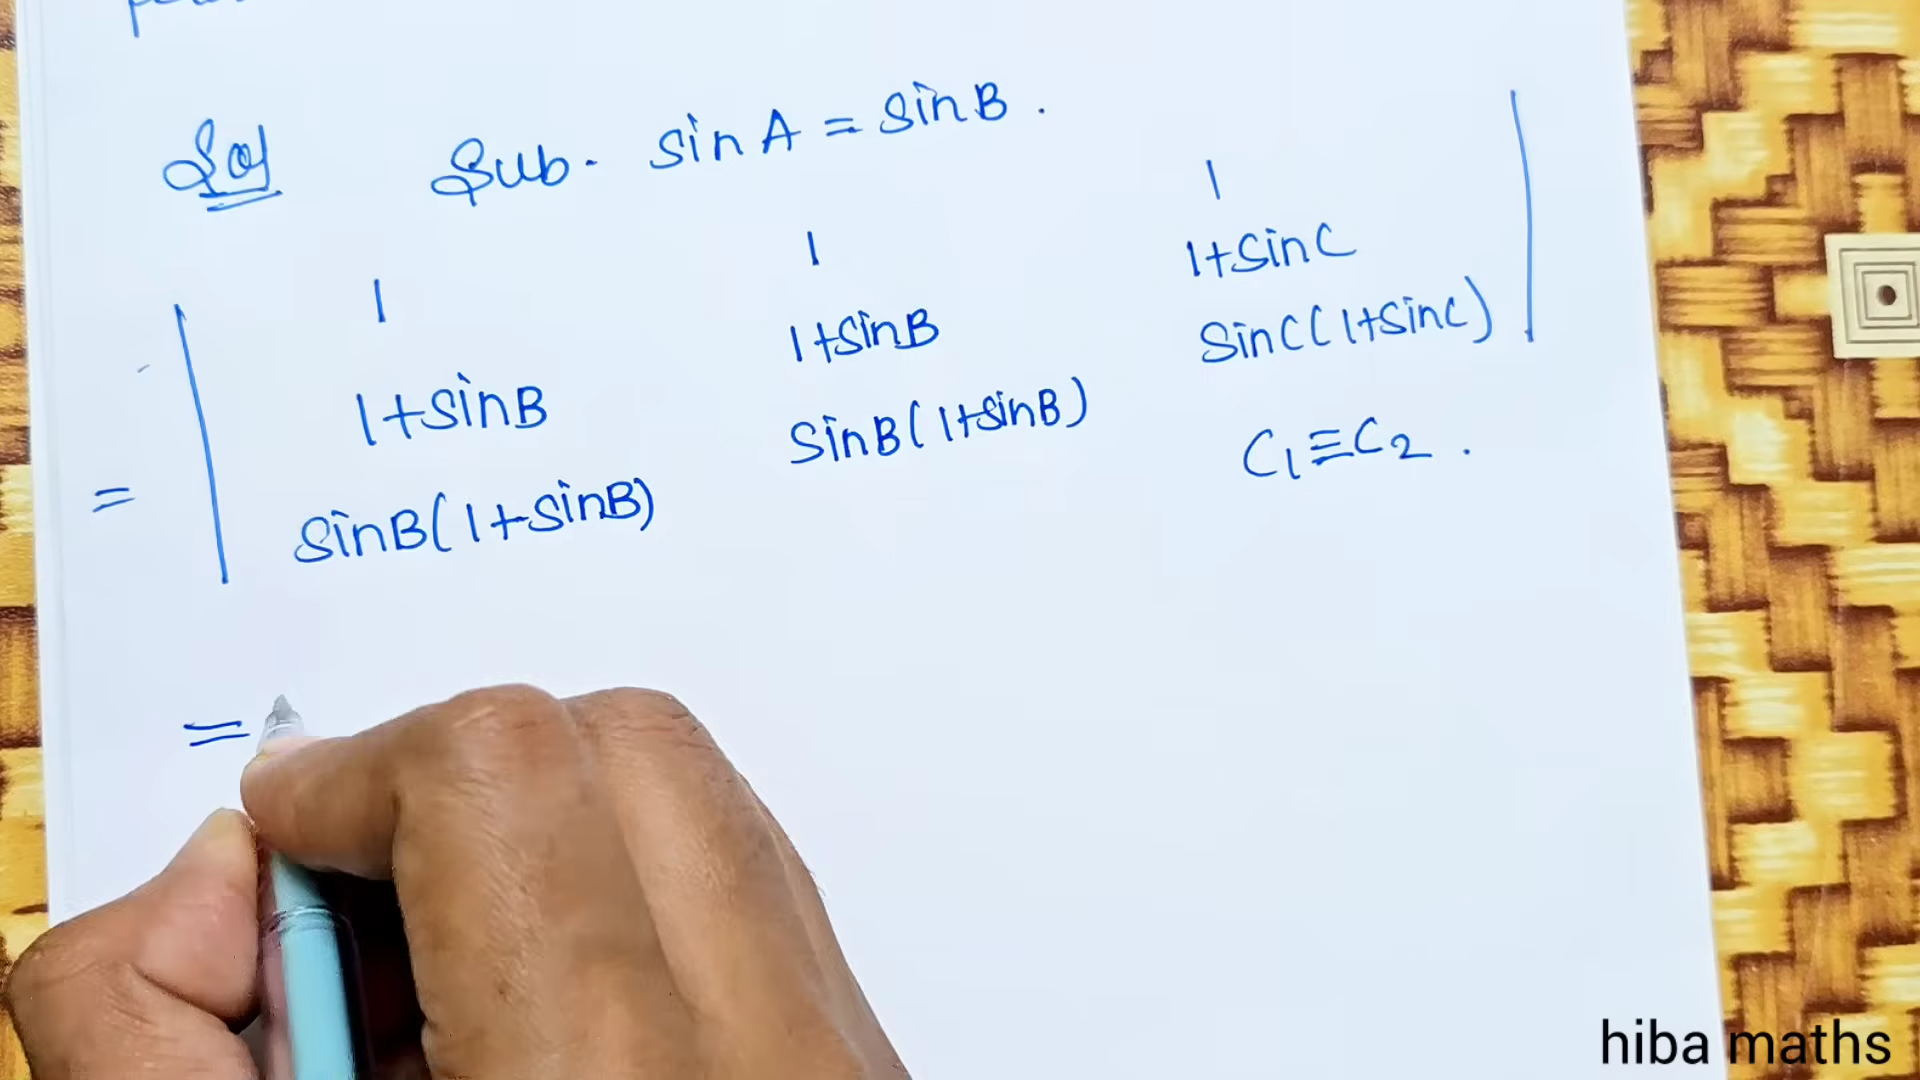 Sol Sub. sin A = sin B.
= | 1 1 1 |
1+sinB 1+sinB 1+sinC
sinB(1+sinB) sinB(1+sinB) sinC(1+sinC)
C₁≡C₂.
=
hiba maths